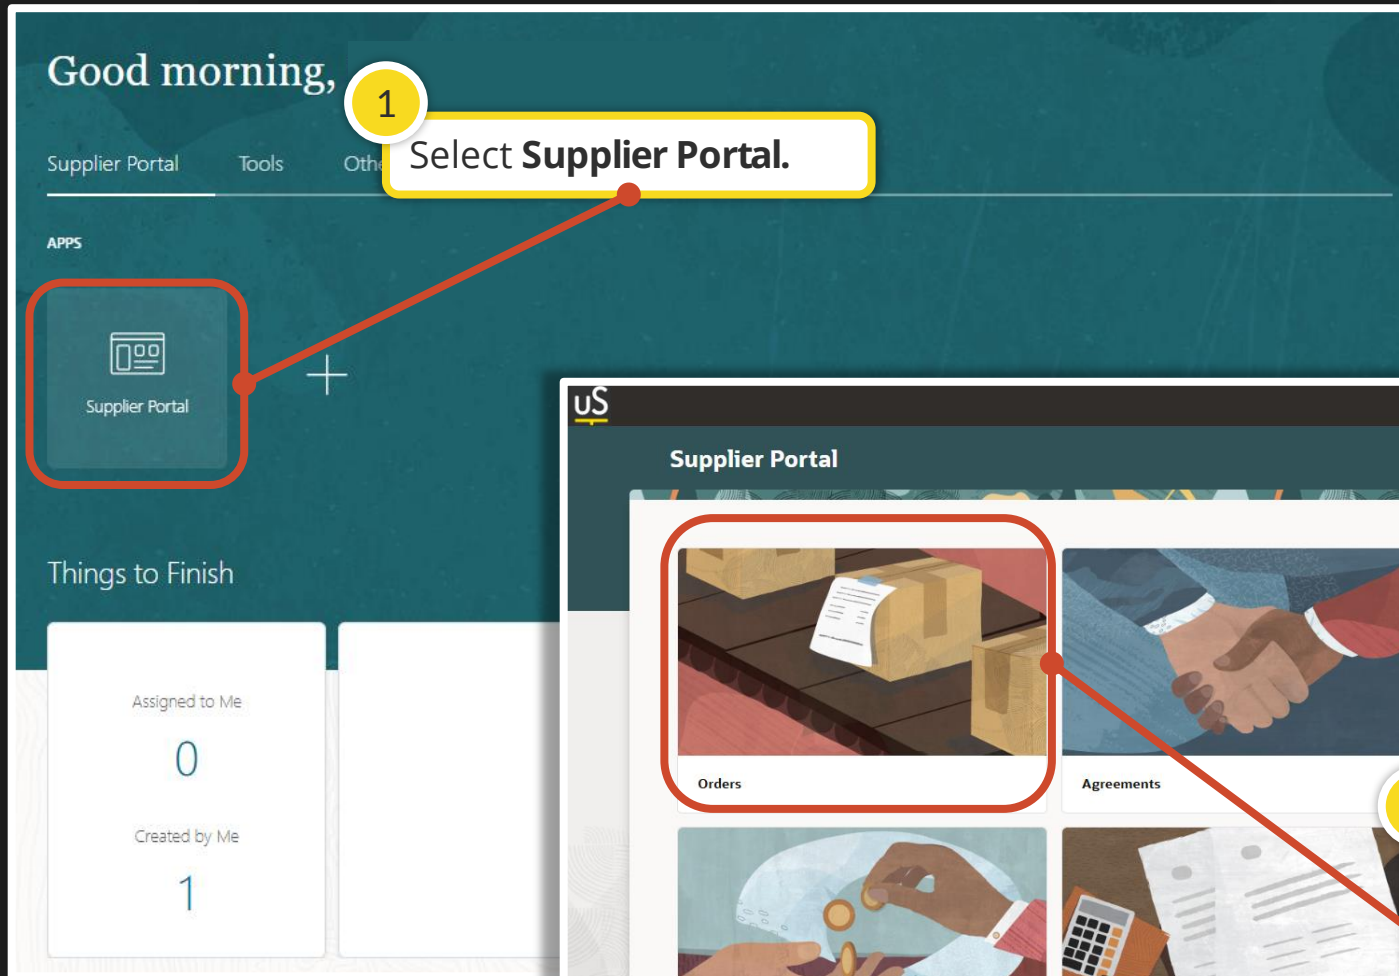 Good morning,
1
Select Supplier Portal.
Supplier Portal
Tools
APPS
Supplier Portal
Things to Finish
Assigned to Me
0
Created by Me
1
uS
Supplier Portal
Orders
Agreements